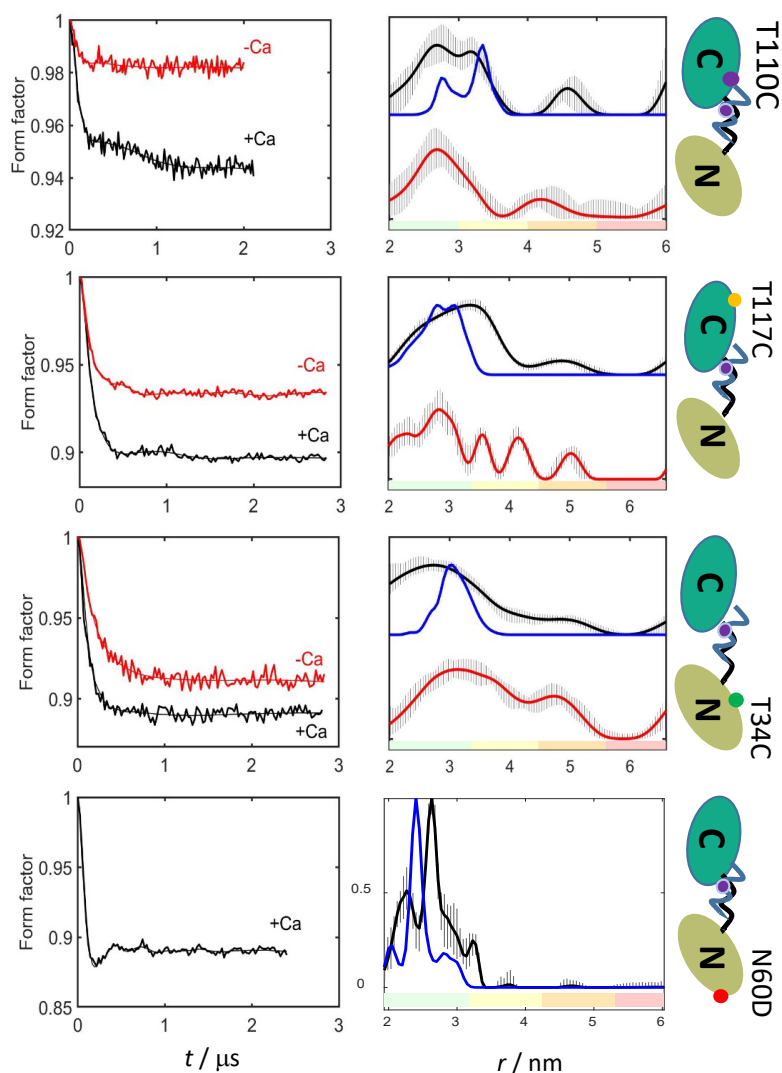 1
0.98
0.96
0.94
0.92
0 1 2 3
Form factor
-Ca
+Ca
2 3 4 5 6
T110C
C
N
1
0.95
0.9
0 1 2 3
Form factor
-Ca
+Ca
2 3 4 5 6
T117C
C
N
1
0.95
0.9
0 1 2 3
Form factor
-Ca
+Ca
2 3 4 5 6
C
N
T34C
1
0.95
0.9
0.85
0 1 2 3
Form factor
+Ca
t / μs
0.5
0
2 3 4 5 6
r / nm
C
N
N60D